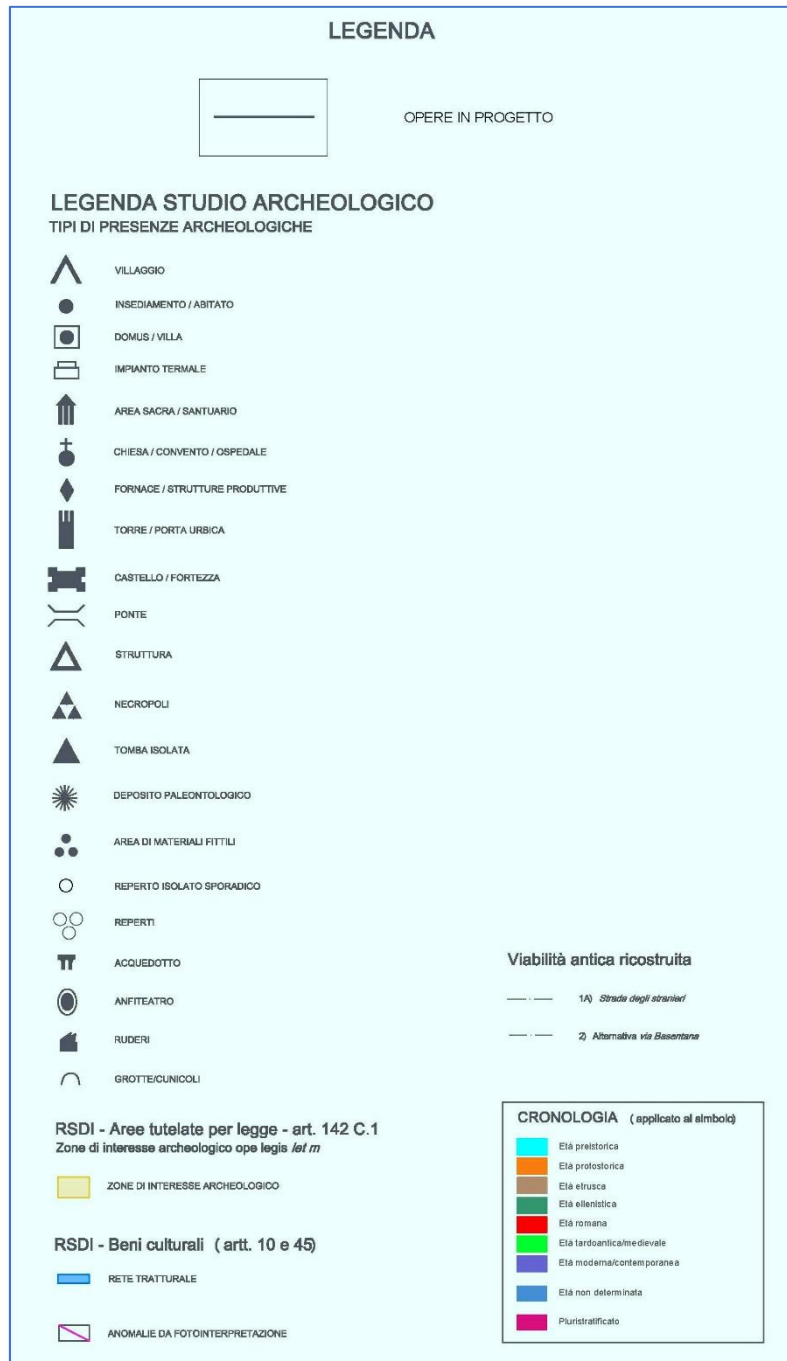 LEGENDA
OPERE IN PROGETTO
LEGENDA STUDIO ARCHEOLOGICO
TIPI DI PRESENZE ARCHEOLOGICHE
VILLAGGIO
INSEDIAMENTO / ABITATO
DOMUS / VILLA
IMPIANTO TERMALE
AREA SACRA / SANTUARIO
CHIESA / CONVENTO / OSPEDALE
FORNACE / STRUTTURE PRODUTTIVE
TORRE / PORTA URBICA
CASTELLO / FORTEZZA
PONTE
STRUTTURA
NECROPOLI
TOMBA ISOLATA
DEPOSITO PALEONTOLOGICO
AREA DI MATERIALI FITTILI
REPERTO ISOLATO SPORADICO
REPERTI
ACQUEDOTTO
ANFITEATRO
RUDERI
GROTTE/CUNICOLI
Viabilità antica ricostruita
1A) Strada degli stranieri
2) Alternativa via Basentana
RSDI - Aree tutelate per legge - art. 142 C.1
Zone di interesse archeologico ope legis let m
ZONE DI INTERESSE ARCHEOLOGICO
RSDI - Beni culturali ( artt. 10 e 45)
RETE TRATTURALE
ANOMALIE DA FOTOINTERPRETAZIONE
CRONOLOGIA ( applicato al simbolo)
Età preistorica
Età protostorica
Età etrusca
Età ellenistica
Età romana
Età tardoantica/medievale
Età moderna/contemporanea
Età non determinata
Pluristratificato